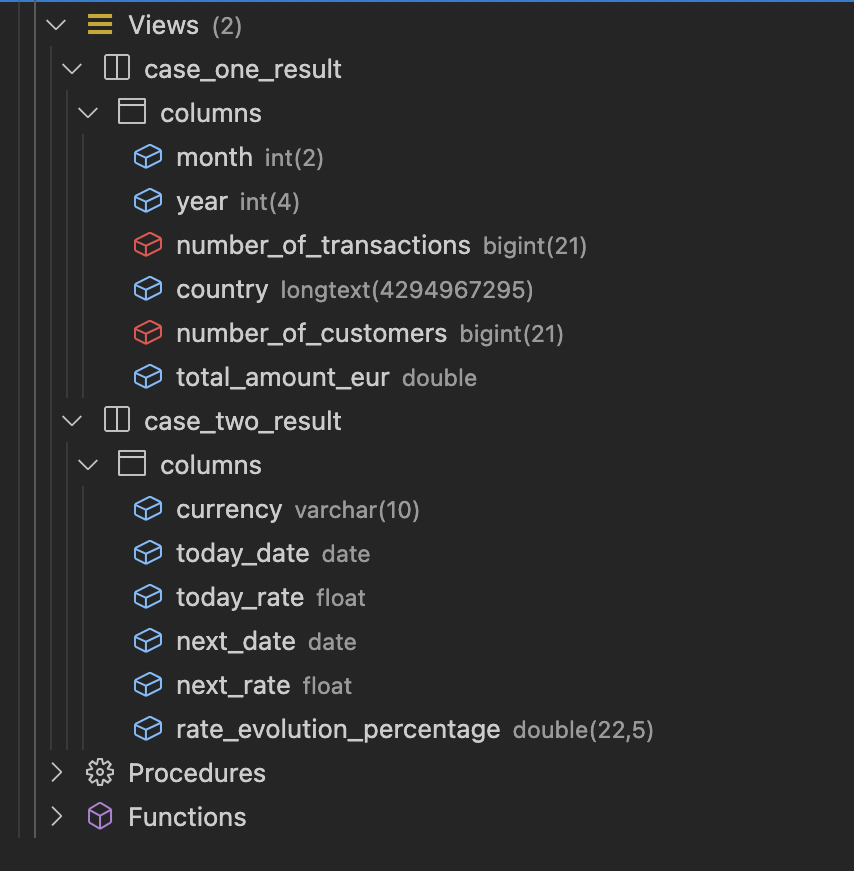 Views (2)
case_one_result
columns
month int(2)
year int(4)
number_of_transactions bigint(21)
country longtext(4294967295)
number_of_customers bigint(21)
total_amount_eur double
case_two_result
columns
currency varchar(10)
today_date date
today_rate float
next_date date
next_rate float
rate_evolution_percentage double(22,5)
Procedures
Functions